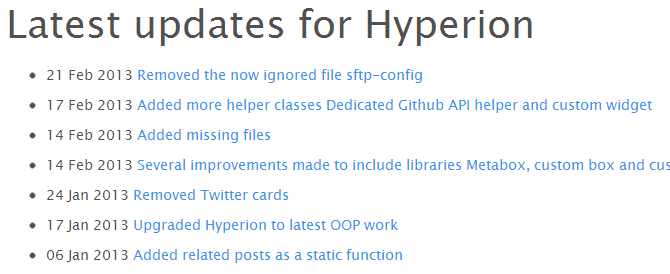 Latest updates for Hyperion
21 Feb 2013 Removed the now ignored file sftp-config
17 Feb 2013 Added more helper classes Dedicated Github API helper and custom widget
14 Feb 2013 Added missing files
14 Feb 2013 Several improvements made to include libraries Metabox, custom box and cus
24 Jan 2013 Removed Twitter cards
17 Jan 2013 Upgraded Hyperion to latest OOP work
06 Jan 2013 Added related posts as a static function